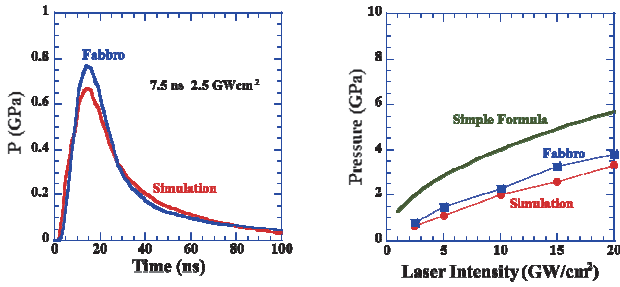 1
0.8
0.6
0.4
0.2
0
P (GPa)
Fabbro
7.5 ns 2.5 GWcm²
Simulation
0 20 40 60 80 100
Time (ns)
10
8
6
4
2
0
Pressure (GPa)
Simple Formula
Fabbro
Simulation
0 5 10 15 20
Laser Intensity (GW/cm²)